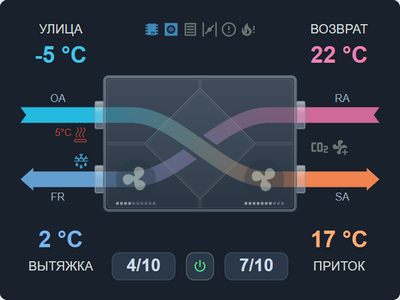 УЛИЦА
ВОЗВРАТ
-5 °C
22 °C
OA
RA
5°C
CO₂
FR
SA
2 °C
17 °C
ВЫТЯЖКА
4/10
7/10
ПРИТОК